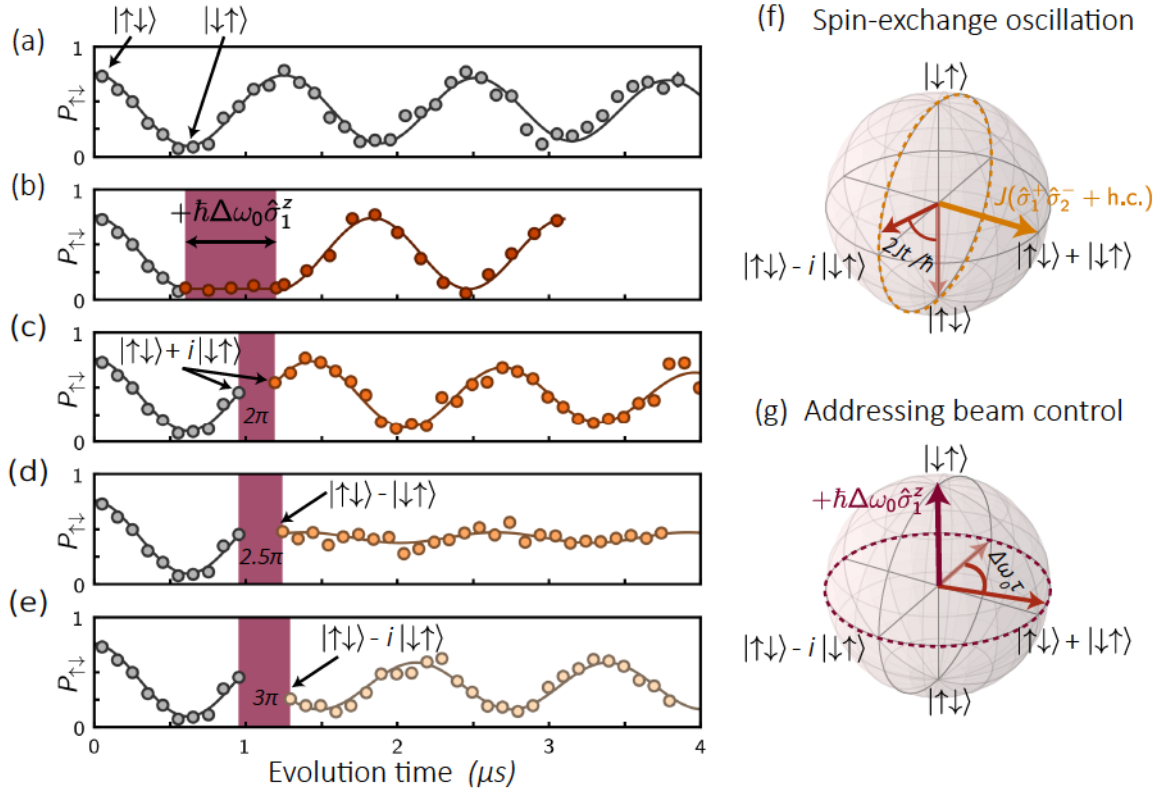 (a)
|↑↓⟩
|↓↑⟩
1
P↑↓
0
(b)
1
+ℏΔω₀σ̂₁ᶻ
P↑↓
0
(c)
1
|↑↓⟩ + i |↓↑⟩
P↑↓
2π
0
(d)
1
|↑↓⟩ - |↓↑⟩
P↑↓
2.5π
0
(e)
1
|↑↓⟩ - i |↓↑⟩
P↑↓
3π
0
0 1 2 3 4
Evolution time (μs)
(f) Spin-exchange oscillation
|↓↑⟩
J(σ̂₁⁺σ̂₂⁻ + h.c.)
2Jt/ℏ
|↑↓⟩ - i |↓↑⟩
|↑↓⟩ + |↓↑⟩
|↑↓⟩
(g) Addressing beam control
|↓↑⟩
+ℏΔω₀σ̂₁ᶻ
Δω₀τ
|↑↓⟩ - i |↓↑⟩
|↑↓⟩ + |↓↑⟩
|↑↓⟩